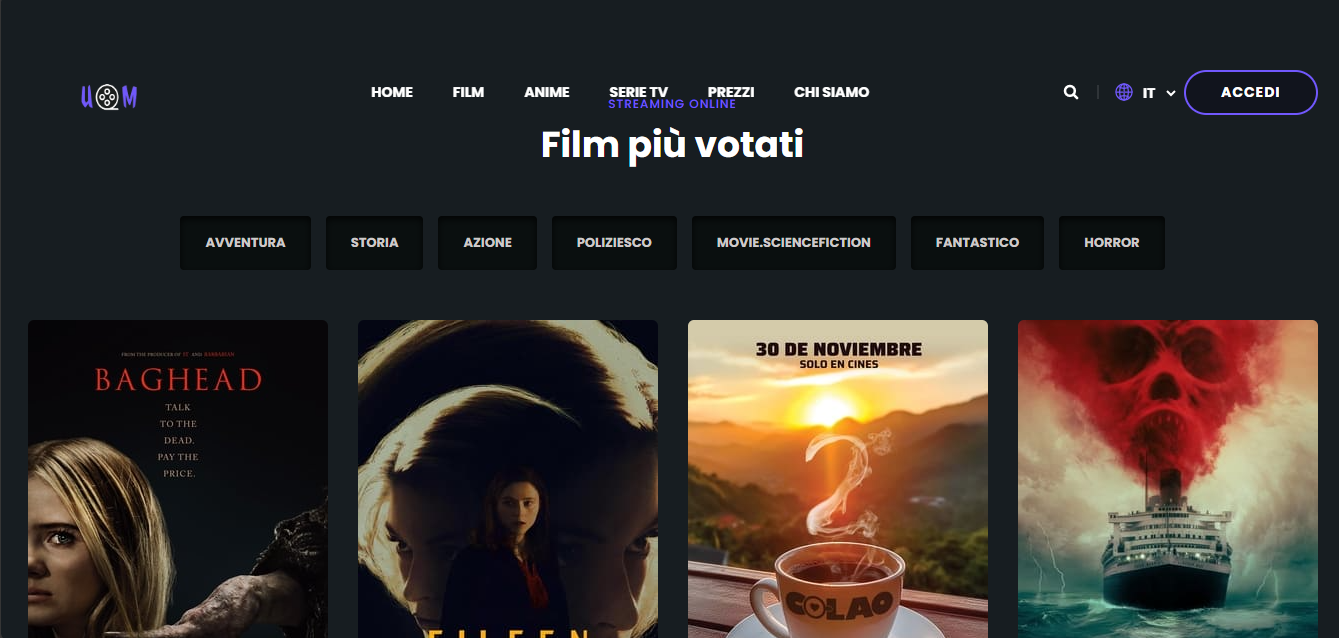 UOM
HOME FILM ANIME SERIE TV PREZZI CHI SIAMO IT ACCEDI
STREAMING ONLINE
Film più votati
AVVENTURA STORIA AZIONE POLIZIESCO MOVIE.SCIENCEFICTION FANTASTICO HORROR
FROM THE PRODUCER OF IT AND BARBARIAN
BAGHEAD
TALK
TO THE
DEAD.
PAY THE
PRICE.
EILEEN
30 DE NOVIEMBRE
SOLO EN CINES
2
COLAO